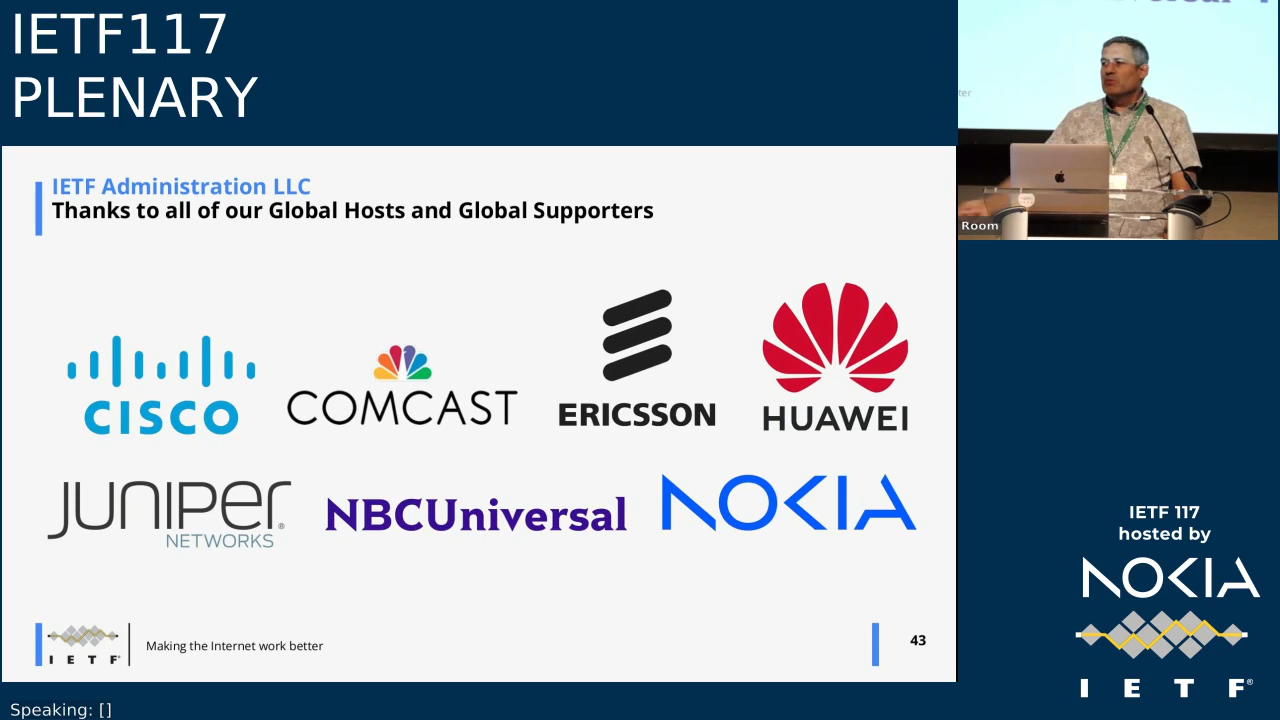 IETF117
PLENARY
IETF Administration LLC
Thanks to all of our Global Hosts and Global Supporters
CISCO
COMCAST
ERICSSON
HUAWEI
JUNIPER
NETWORKS
NBCUniversal
NOKIA
IETF
Making the Internet work better
43
ter
Room
IETF 117
hosted by
NOKIA
IETF®
Speaking: []